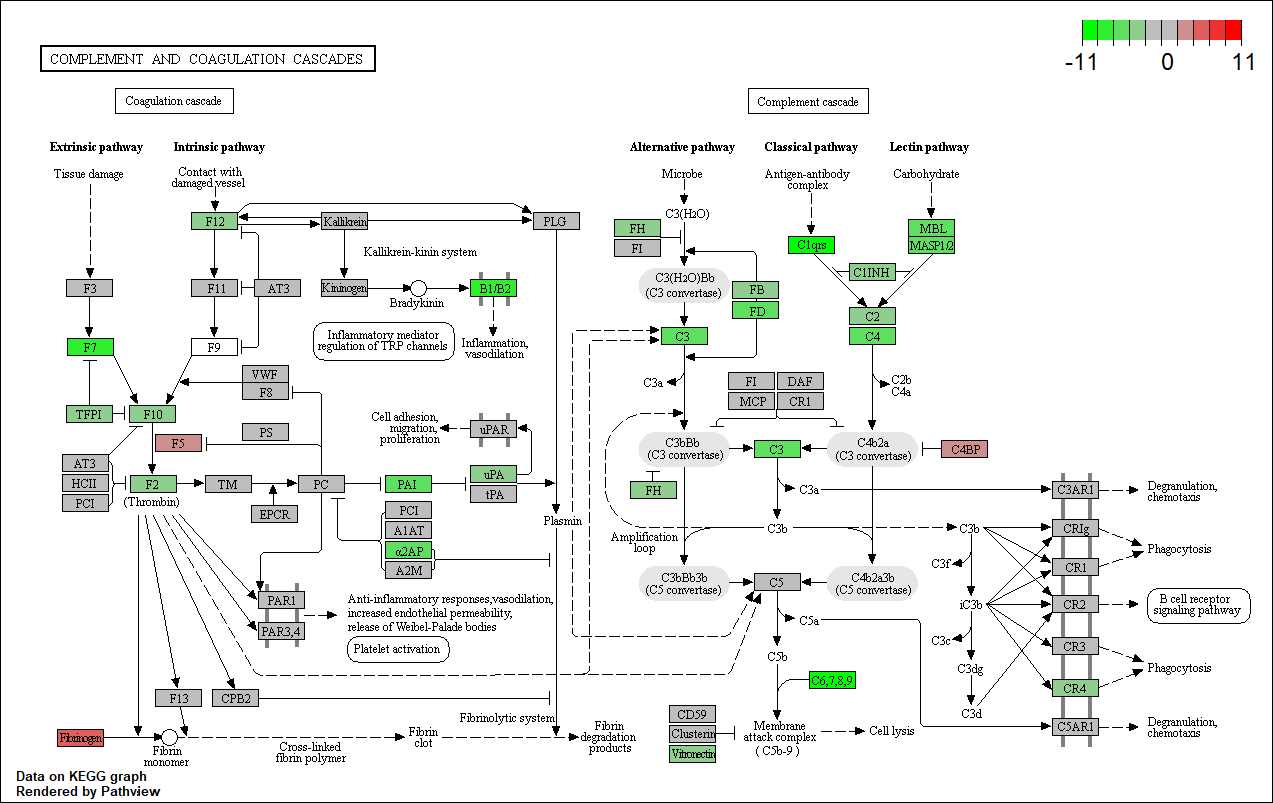 COMPLEMENT AND COAGULATION CASCADES
-11 0 11
Coagulation cascade
Complement cascade
Extrinsic pathway
Intrinsic pathway
Alternative pathway
Classical pathway
Lectin pathway
Tissue damage
Contact with
damaged vessel
Microbe
Antigen-antibody
complex
Carbohydrate
F12
Kallikrein
PLG
C3(H2O)
FH
FI
C1qrs
MBL
MASP1/2
Kallikrein-kinin system
C1INH
F3
F11
AT3
Kininogen
Bradykinin
B1/B2
C3(H2O)Bb
(C3 convertase)
FB
FD
C2
C4
Inflammatory mediator
regulation of TRP channels
Inflammation,
vasodilation
F7
F9
C3
VWF
F8
C3a
FI
DAF
MCP
CR1
C2b
C4a
TFPI
F10
F5
PS
Cell adhesion,
migration,
proliferation
uPAR
C3bBb
(C3 convertase)
C3
C4b2a
(C3 convertase)
C4BP
AT3
HCII
PCI
F2
(Thrombin)
TM
PC
EPCR
PAI
uPA
tPA
FH
C3a
C3AR1
Degranulation,
chemotaxis
PCI
A1AT
α2AP
A2M
Plasmin
Amplification
loop
C3b
C3b
CRIg
Phagocytosis
C3f
CR1
C3bBb3b
(C5 convertase)
C5
C4b2a3b
(C5 convertase)
iC3b
CR2
B cell receptor
signaling pathway
PAR1
PAR3,4
Anti-inflammatory responses,vasodilation,
increased endothelial permeability,
release of Weibel-Palade bodies
Platelet activation
C5a
C3c
CR3
C5b
C3dg
Phagocytosis
C6,7,8,9
CR4
F13
CPB2
C3d
Fibrinolytic system
CD59
Clusterin
Vitronectin
Membrane
attack complex
( C5b-9 )
Cell lysis
C5AR1
Degranulation,
chemotaxis
Fibrinogen
Fibrin
monomer
Cross-linked
fibrin polymer
Fibrin
clot
Fibrin
degradation
products
Data on KEGG graph
Rendered by Pathview